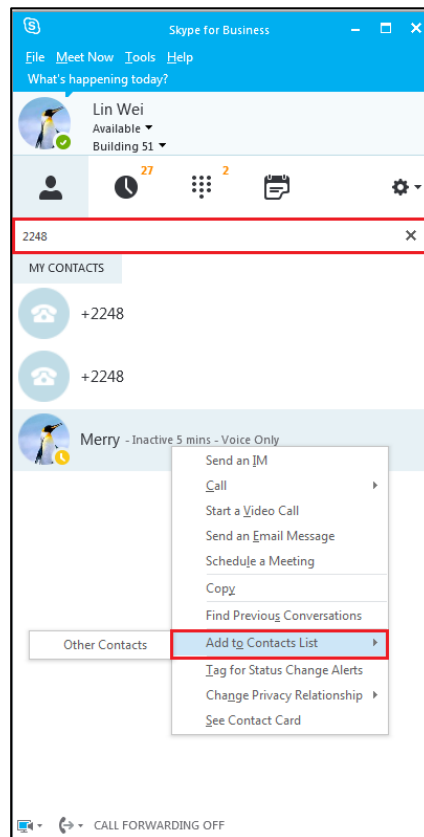 Skype for Business
File Meet Now Tools Help
What's happening today?
Lin Wei
Available
Building 51
27
2
2248
MY CONTACTS
+2248
+2248
Merry - Inactive 5 mins - Voice Only
Send an IM
Call
Start a Video Call
Send an Email Message
Schedule a Meeting
Copy
Find Previous Conversations
Other Contacts
Add to Contacts List
Tag for Status Change Alerts
Change Privacy Relationship
See Contact Card
CALL FORWARDING OFF